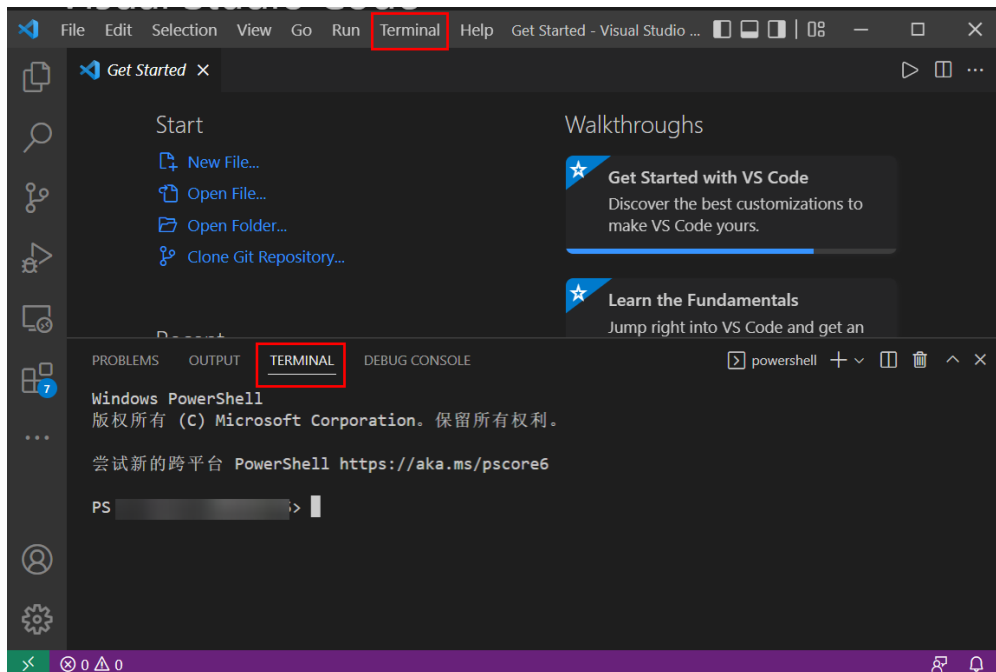 Visual Studio Code
File Edit Selection View Go Run Terminal Help Get Started - Visual Studio ...
Get Started
Start
New File...
Open File...
Open Folder...
Clone Git Repository...
Recent
Walkthroughs
Get Started with VS Code
Discover the best customizations to
make VS Code yours.
Learn the Fundamentals
Jump right into VS Code and get an
PROBLEMS OUTPUT TERMINAL DEBUG CONSOLE powershell
Windows PowerShell
版权所有 (C) Microsoft Corporation。保留所有权利。
尝试新的跨平台 PowerShell https://aka.ms/pscore6
PS >
7
0 0